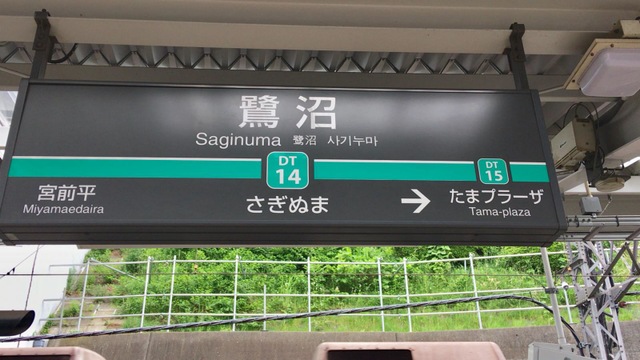 鷺沼
Saginuma 鷺沼 사기누마
DT
14
DT
15
宮前平
Miyamaedaira
さぎぬま
→
たまプラーザ
Tama-plaza